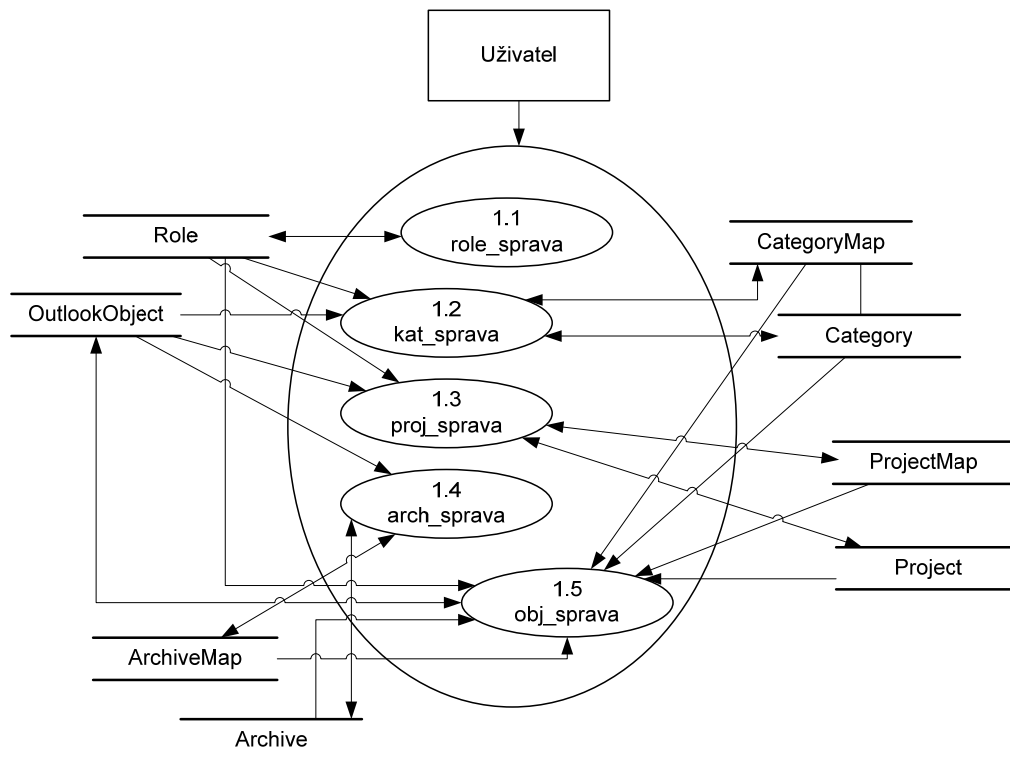 Uživatel
1.1
role_sprava
Role
CategoryMap
OutlookObject
1.2
kat_sprava
Category
1.3
proj_sprava
ProjectMap
1.4
arch_sprava
Project
1.5
obj_sprava
ArchiveMap
Archive